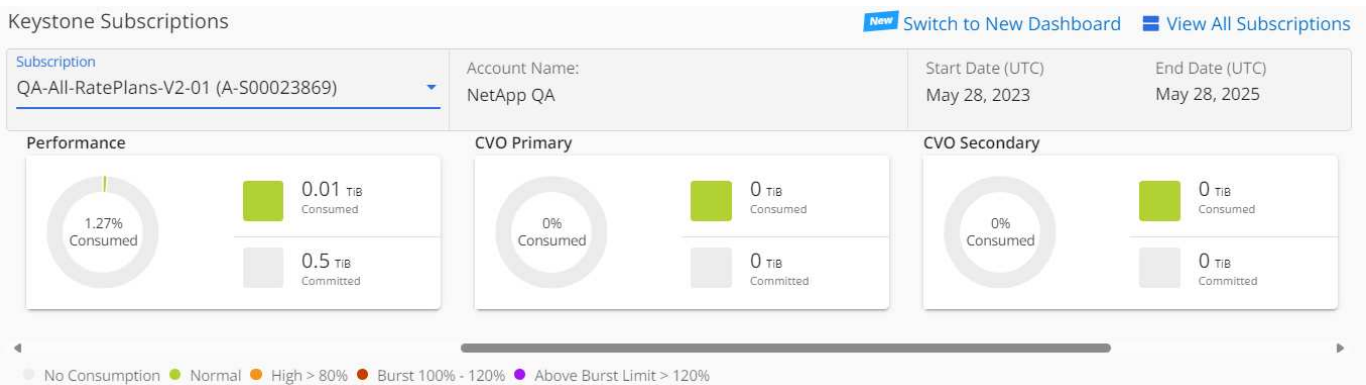 Keystone Subscriptions
New Switch to New Dashboard
View All Subscriptions
Subscription
QA-All-RatePlans-V2-01 (A-S00023869)
Account Name:
NetApp QA
Start Date (UTC)
May 28, 2023
End Date (UTC)
May 28, 2025
Performance
1.27%
Consumed
0.01 TiB
Consumed
0.5 TiB
Committed
CVO Primary
0%
Consumed
0 TiB
Consumed
0 TiB
Committed
CVO Secondary
0%
Consumed
0 TiB
Consumed
0 TiB
Committed
No Consumption Normal High > 80% Burst 100% - 120% Above Burst Limit > 120%